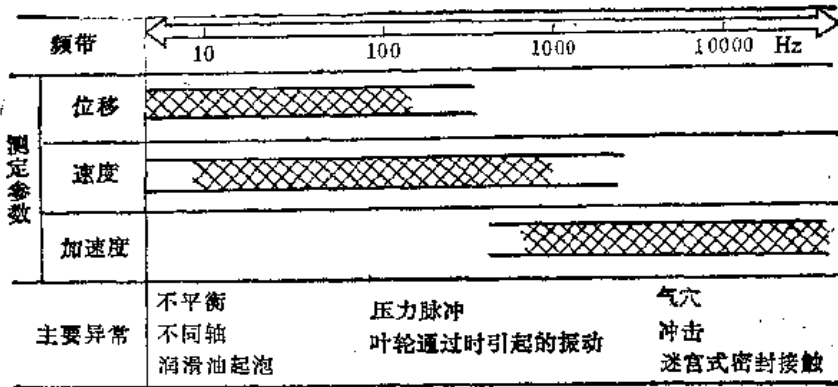 频带
10 100 1000 10000 Hz
测定参数
位移
速度
加速度
主要异常
不平衡
不同轴
润滑油起泡
压力脉冲
叶轮通过时引起的振动
气穴
冲击
迷宫式密封接触